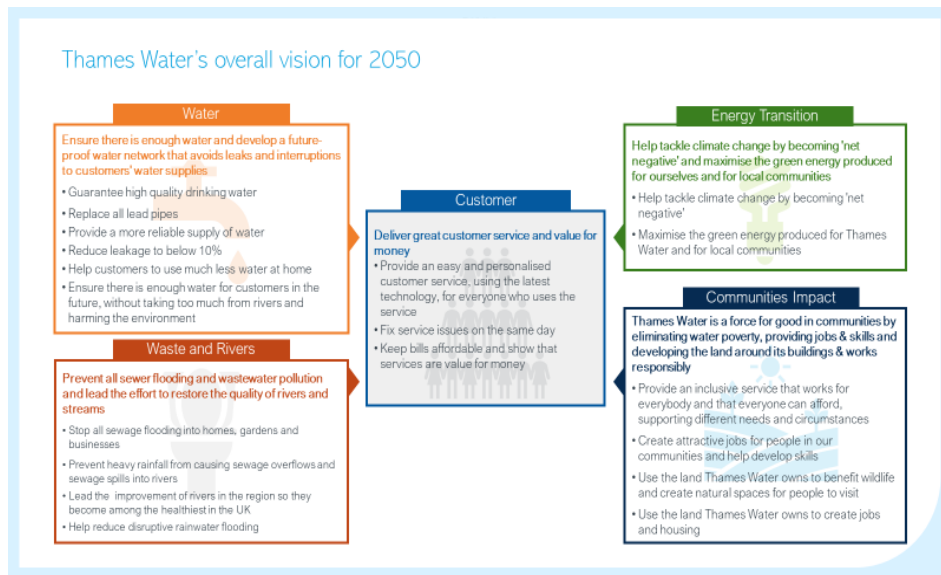 Thames Water's overall vision for 2050
Water
Ensure there is enough water and develop a future-
proof water network that avoids leaks and interruptions
to customers' water supplies
• Guarantee high quality drinking water
• Replace all lead pipes
• Provide a more reliable supply of water
• Reduce leakage to below 10%
• Help customers to use much less water at home
• Ensure there is enough water for customers in the
future, without taking too much from rivers and
harming the environment
Waste and Rivers
Prevent all sewer flooding and wastewater pollution
and lead the effort to restore the quality of rivers and
streams
• Stop all sewage flooding into homes, gardens and
businesses
• Prevent heavy rainfall from causing sewage overflows and
sewage spills into rivers
• Lead the improvement of rivers in the region so they
become among the healthiest in the UK
• Help reduce disruptive rainwater flooding
Customer
Deliver great customer service and value for
money
• Provide an easy and personalised
customer service, using the latest
technology, for everyone who uses the
service
• Fix service issues on the same day
• Keep bills affordable and show that
services are value for money
Energy Transition
Help tackle climate change by becoming 'net
negative' and maximise the green energy produced
for ourselves and for local communities
• Help tackle climate change by becoming 'net
negative'
• Maximise the green energy produced for Thames
Water and for local communities
Communities Impact
Thames Water is a force for good in communities by
eliminating water poverty, providing jobs & skills and
developing the land around its buildings & works
responsibly
• Provide an inclusive service that works for
everybody and that everyone can afford,
supporting different needs and circumstances
• Create attractive jobs for people in our
communities and help develop skills
• Use the land Thames Water owns to benefit wildlife
and create natural spaces for people to visit
• Use the land Thames Water owns to create jobs
and housing